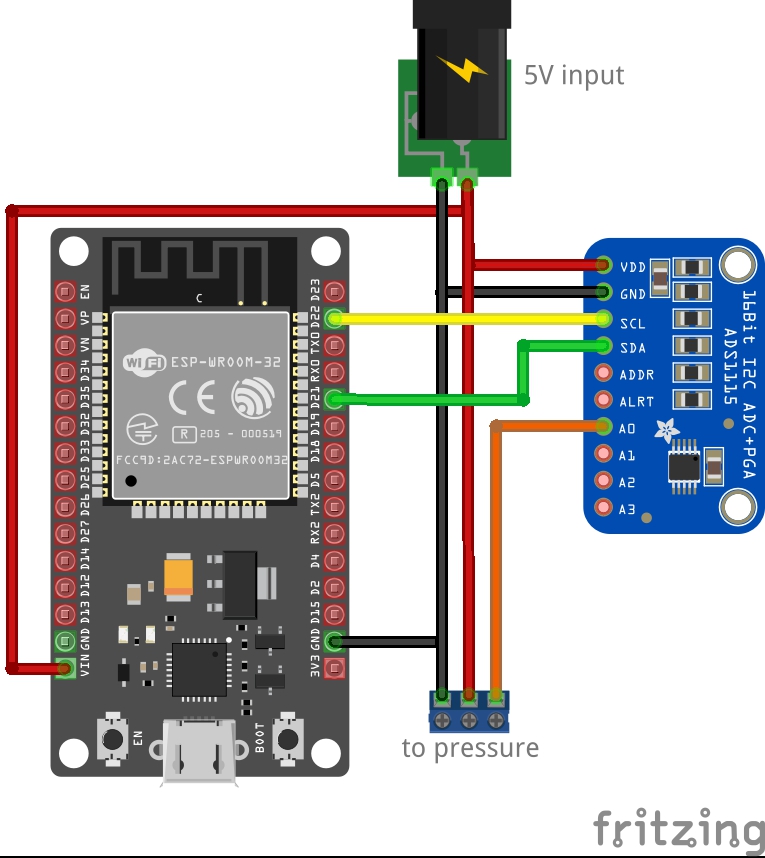 5V input
EN
VP
VN
D34
D35
D32
D33
D25
D26
D27
D14
D12
D13
GND
VIN
C
WiFi ESP-WROOM-32
CE
R 205 - 000519
FCC9D:2AC72-ESPWROOM32
D23
D22
TX0
RX0
D21
D19
D18
D5
TX2
RX2
D4
D2
D15
GND
3V3
EN
BOOT
VDD
GND
SCL
SDA
ADDR
ALRT
A0
A1
A2
A3
16Bit I2C ADC+PGA
ADS1115
to pressure
fritzing